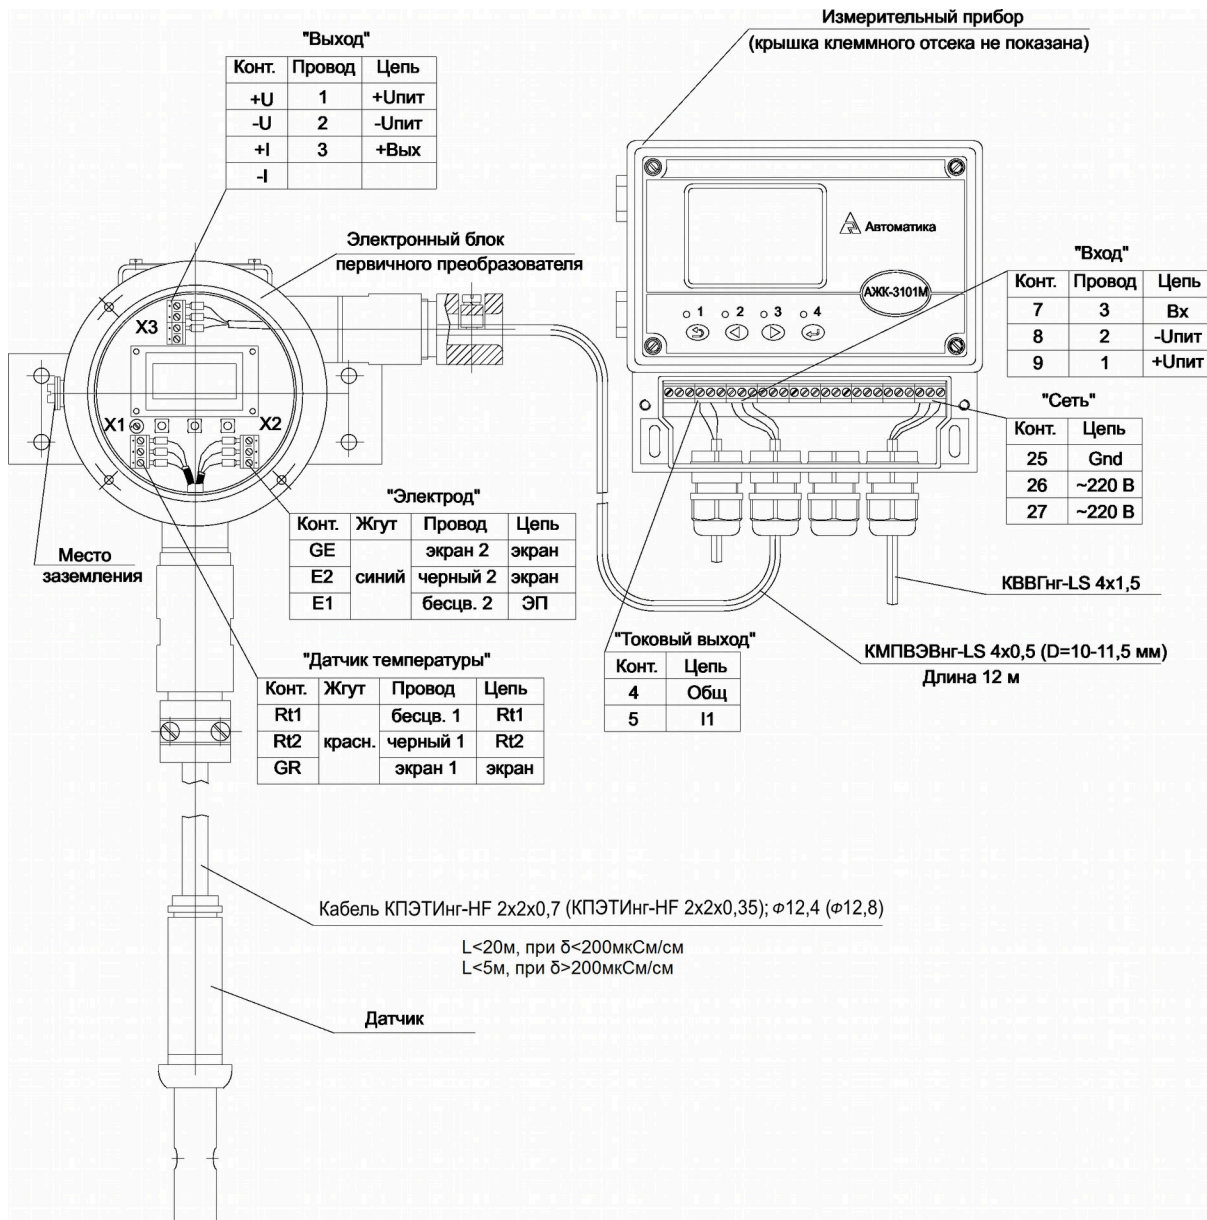 Измерительный прибор
(крышка клеммного отсека не показана)
"Выход"
Конт. Провод Цепь
+U 1 +Uпит
-U 2 -Uпит
+I 3 +Вых
-I
Электронный блок
первичного преобразователя
X3
X1
X2
Автоматика
АЖК-3101М
1 2 3 4
"Вход"
Конт. Провод Цепь
7 3 Вх
8 2 -Uпит
9 1 +Uпит
"Сеть"
Конт. Цепь
25 Gnd
26 ~220 В
27 ~220 В
"Электрод"
Конт. Жгут Провод Цепь
GE экран 2 экран
E2 синий черный 2 экран
E1 бесцв. 2 ЭП
Место
заземления
КВВГнг-LS 4х1,5
"Токовый выход"
Конт. Цепь
4 Общ
5 I1
КМПВЭВнг-LS 4х0,5 (D=10-11,5 мм)
Длина 12 м
"Датчик температуры"
Конт. Жгут Провод Цепь
Rt1 бесцв. 1 Rt1
Rt2 красн. черный 1 Rt2
GR экран 1 экран
Кабель КПЭТИнг-HF 2х2х0,7 (КПЭТИнг-HF 2х2х0,35); Ф12,4 (Ф12,8)
L<20м, при δ<200мкСм/см
L<5м, при δ>200мкСм/см
Датчик